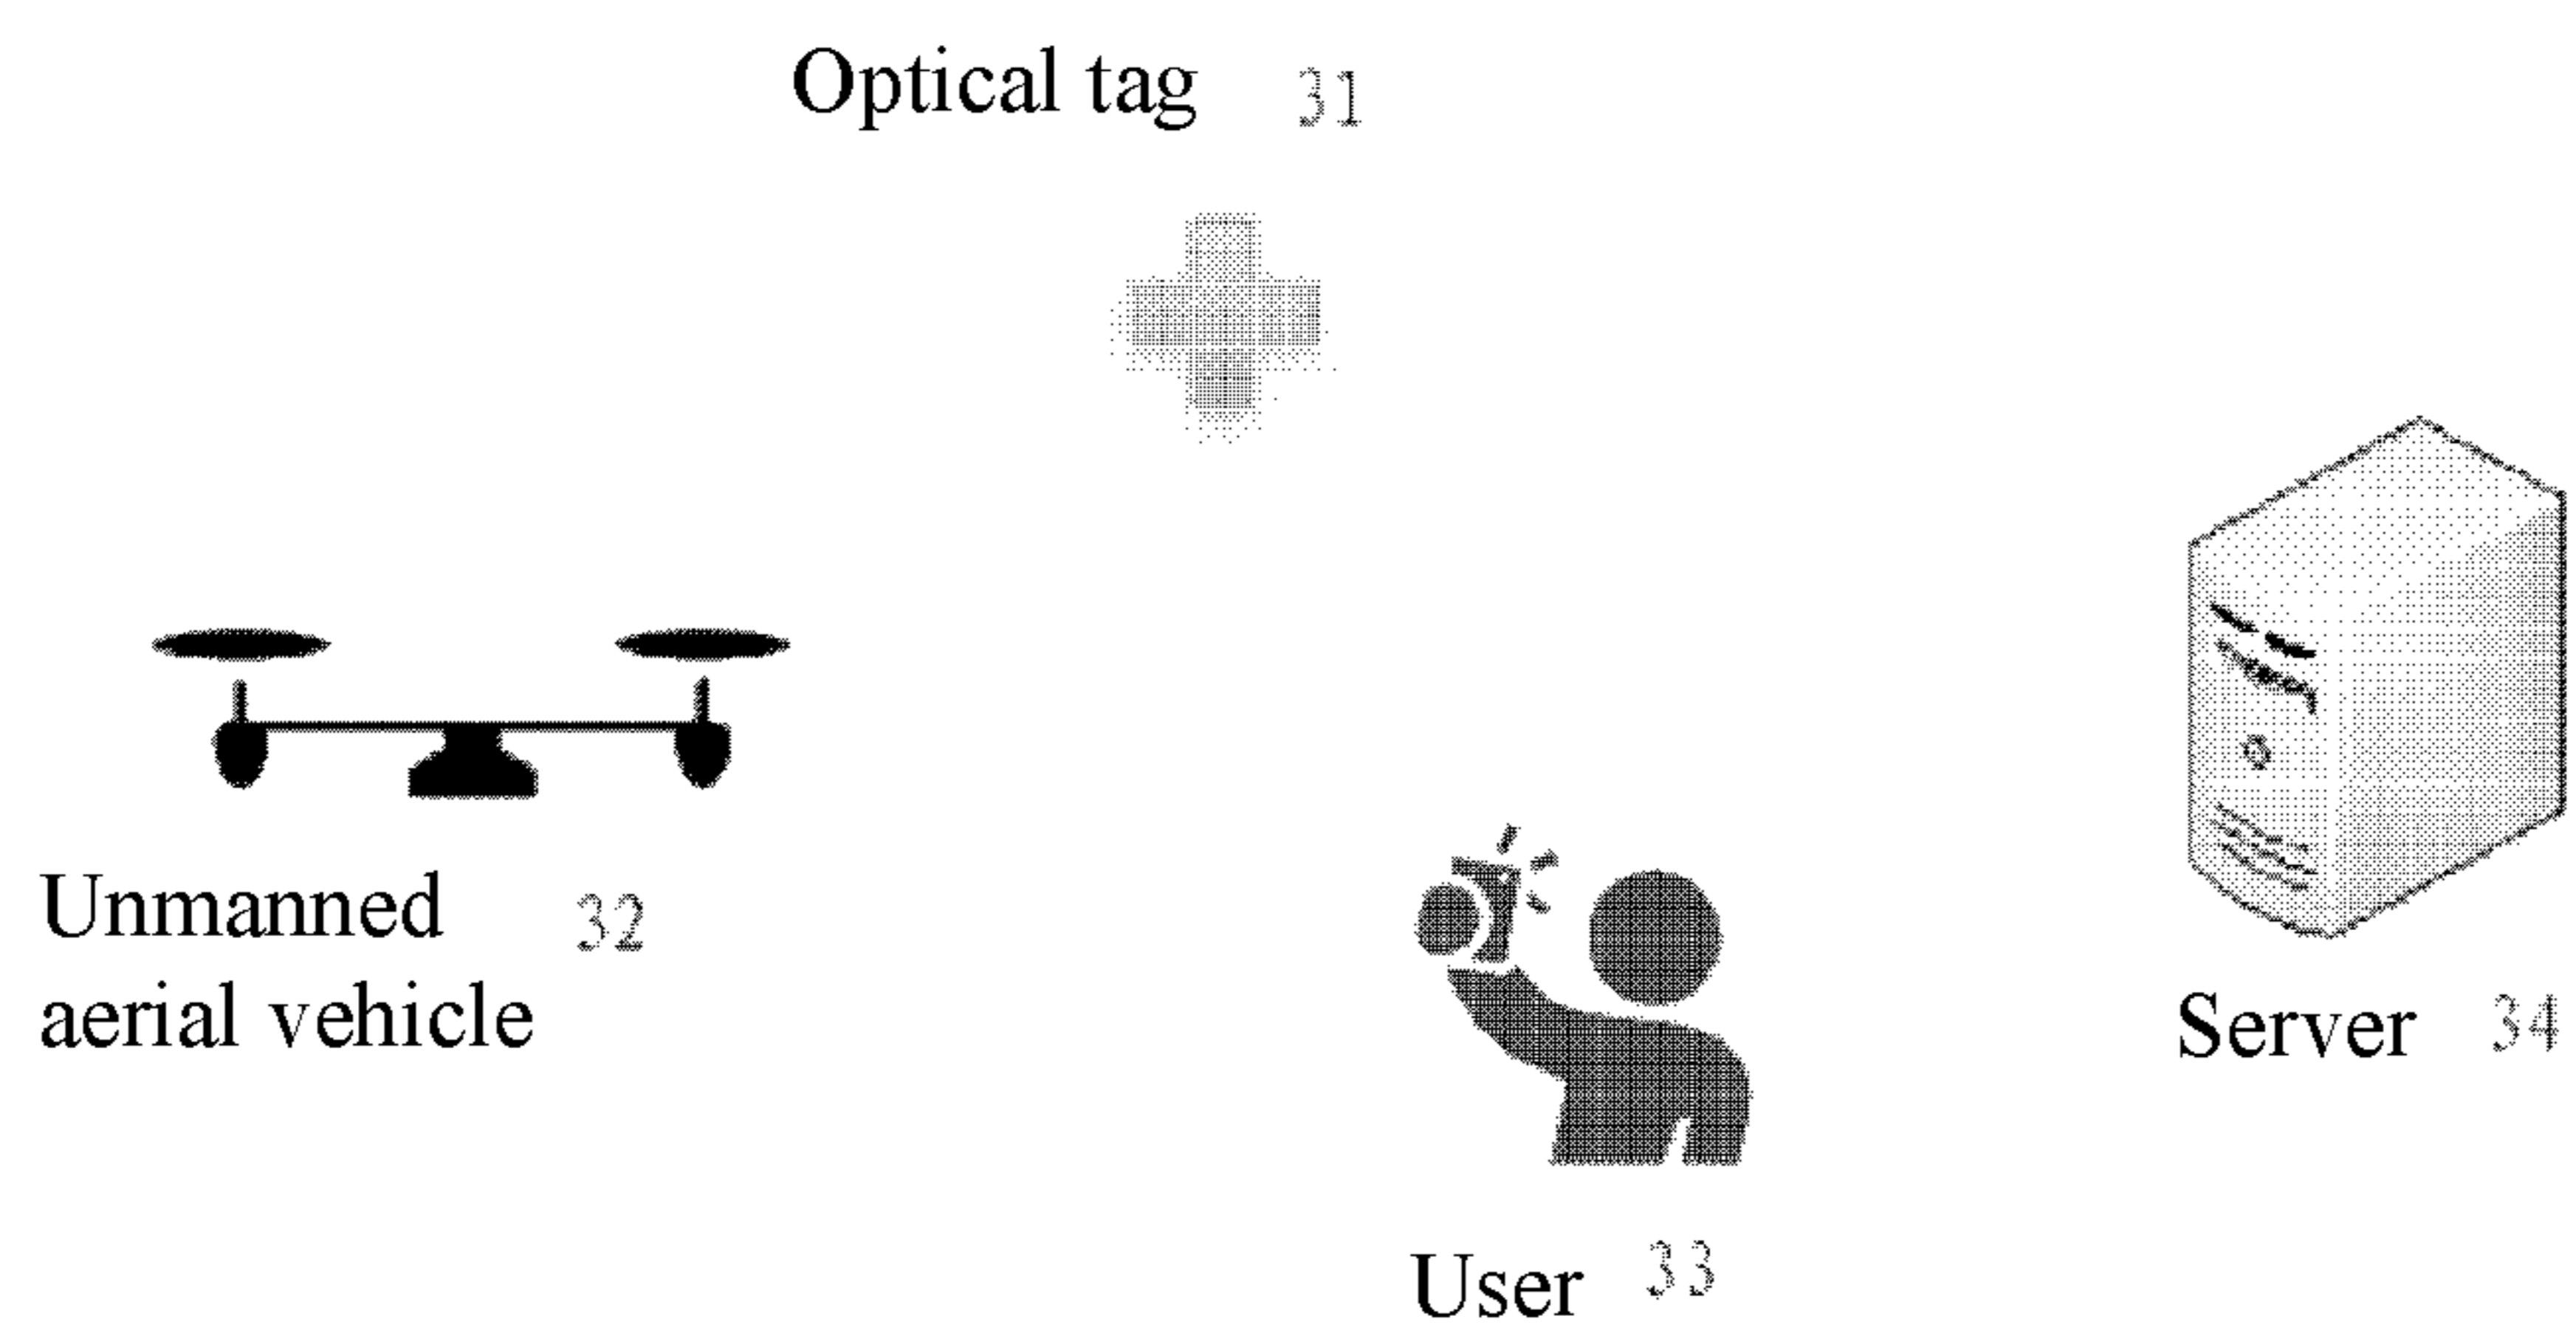 Optical tag 31
Unmanned 32
aerial vehicle
Server 34
User 33